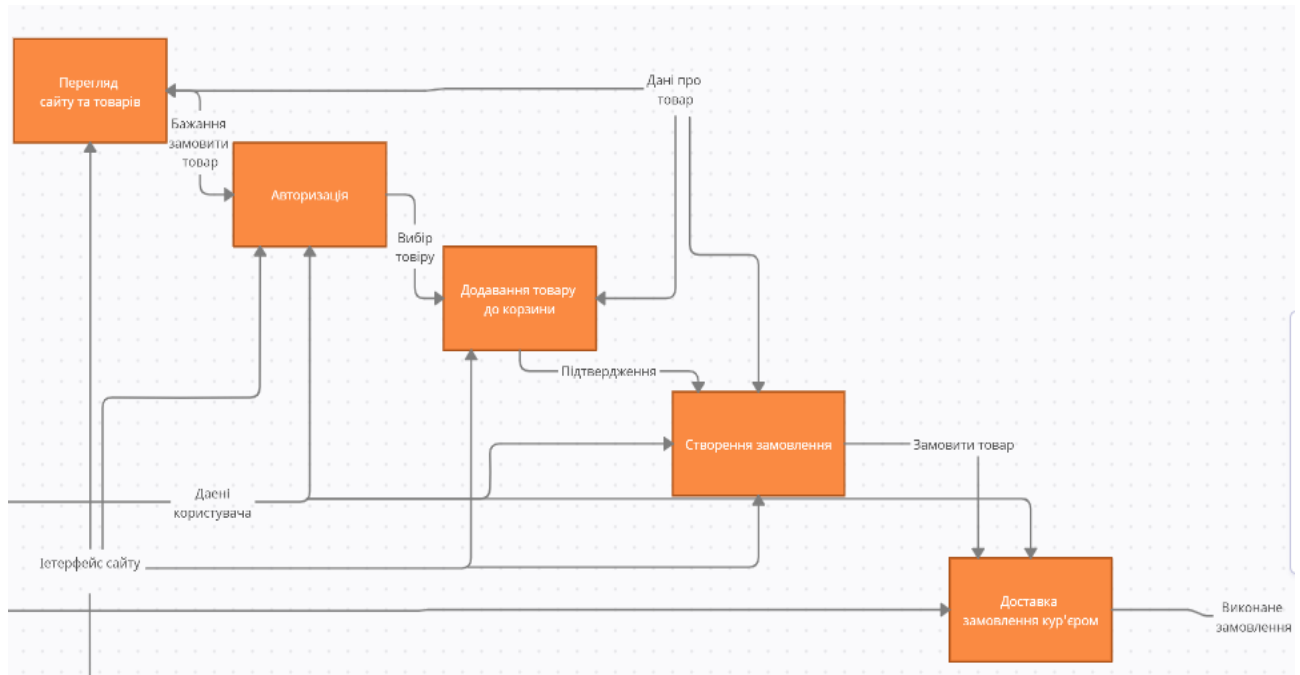 Перегляд
сайту та товарів
Дані про
товар
Бажання
замовити
товар
Авторизація
Вибір
товіру
Додавання товару
до корзини
Підтвердження
Створення замовлення
Замовити товар
Даені
користувача
Іетерфейс сайту
Доставка
замовлення кур'єром
Виконане
замовлення